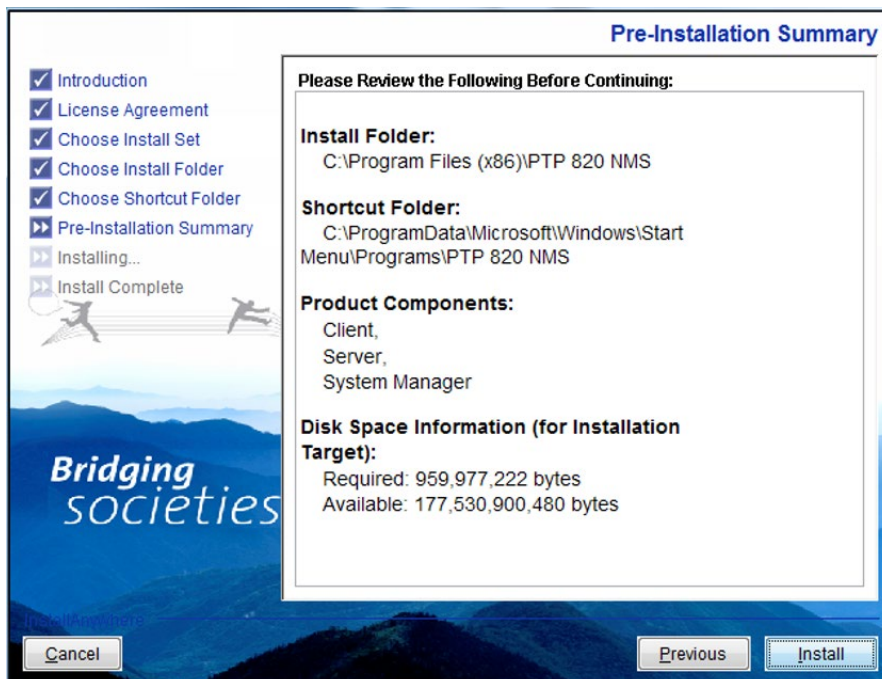 Pre-Installation Summary
Introduction
License Agreement
Choose Install Set
Choose Install Folder
Choose Shortcut Folder
Pre-Installation Summary
Installing...
Install Complete
Bridging
societies
Please Review the Following Before Continuing:
Install Folder:
C:\Program Files (x86)\PTP 820 NMS
Shortcut Folder:
C:\ProgramData\Microsoft\Windows\Start
Menu\Programs\PTP 820 NMS
Product Components:
Client,
Server,
System Manager
Disk Space Information (for Installation
Target):
Required: 959,977,222 bytes
Available: 177,530,900,480 bytes
InstallAnywhere
Cancel
Previous
Install